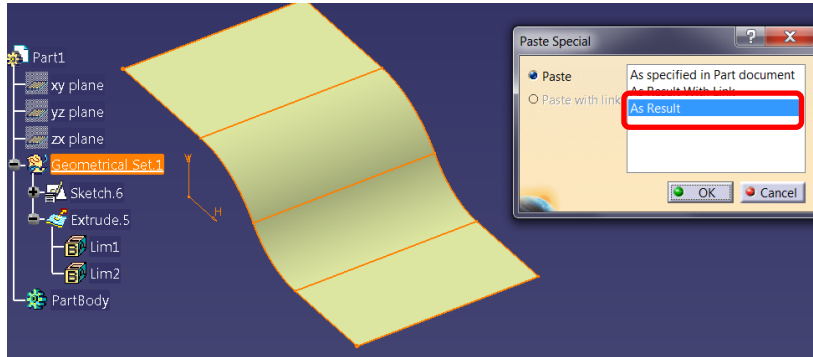 Part1
xy plane
yz plane
zx plane
Geometrical Set.1
Sketch.6
Extrude.5
Lim1
Lim2
PartBody
V
H
Paste Special
?
X
Paste
Paste with link
As specified in Part document
As Result With Link
As Result
OK
Cancel